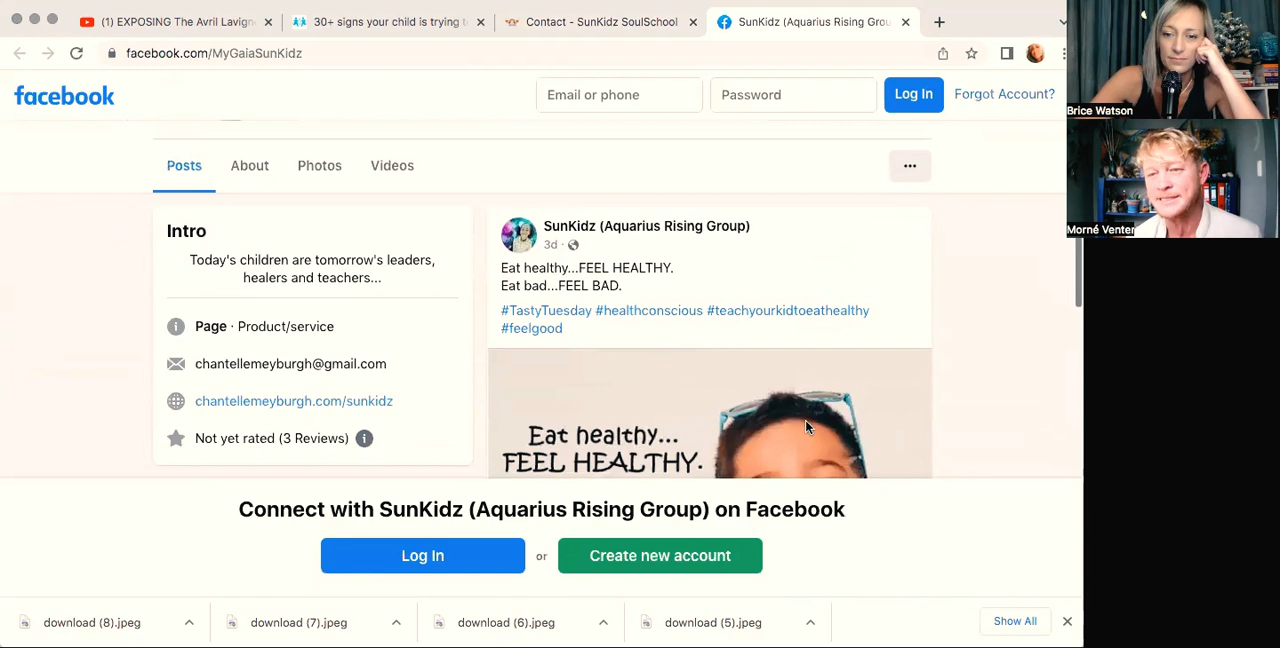 (1) EXPOSING The Avril Lavign
30+ signs your child is trying t
Contact - SunKidz SoulSchool
SunKidz (Aquarius Rising Grou
facebook.com/MyGaiaSunKidz
facebook
Email or phone
Password
Log In
Forgot Account?
Brice Watson
Morné Venter
Posts
About
Photos
Videos
Intro
Today's children are tomorrow's leaders,
healers and teachers...
Page · Product/service
chantellemeyburgh@gmail.com
chantellemeyburgh.com/sunkidz
Not yet rated (3 Reviews)
SunKidz (Aquarius Rising Group)
3d ·
Eat healthy...FEEL HEALTHY.
Eat bad...FEEL BAD.
#TastyTuesday #healthconscious #teachyourkidtoeathealthy
#feelgood
Eat healthy...
FEEL HEALTHY.
Connect with SunKidz (Aquarius Rising Group) on Facebook
Log In
or
Create new account
download (8).jpeg
download (7).jpeg
download (6).jpeg
download (5).jpeg
Show All